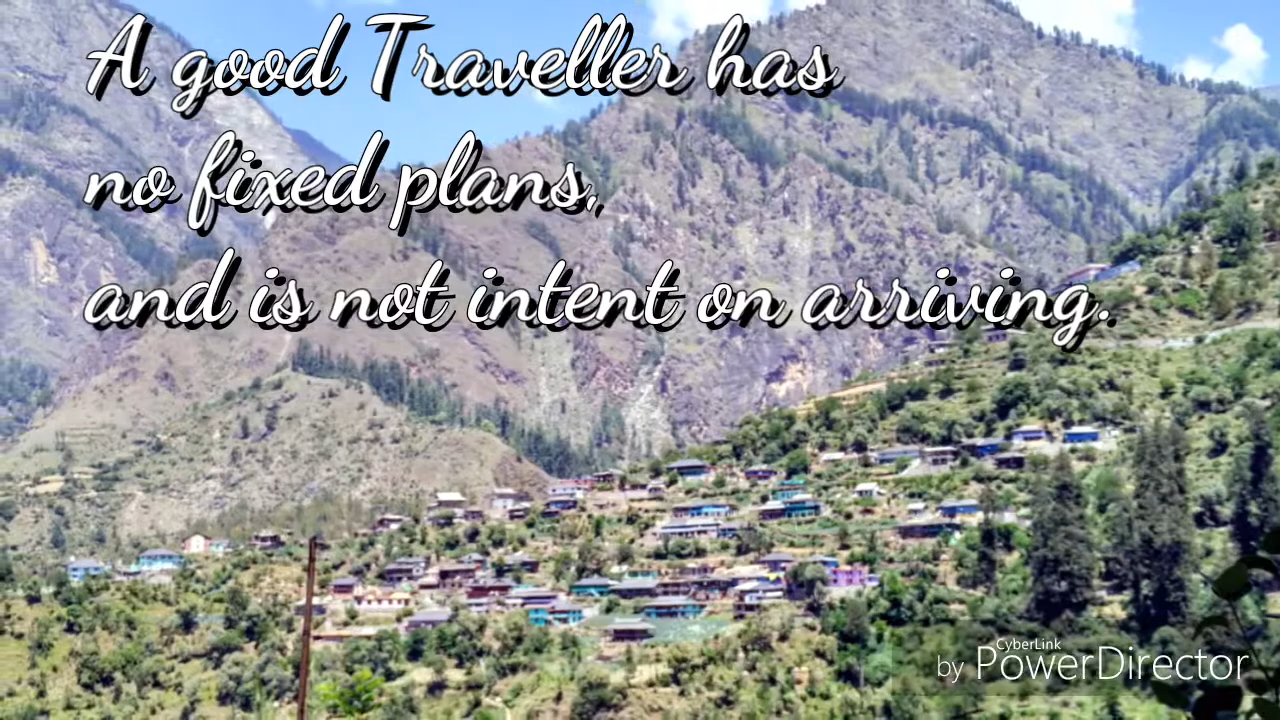 A good Traveller has
no fixed plans,
and is not intent on arriving.
CyberLink
by PowerDirector